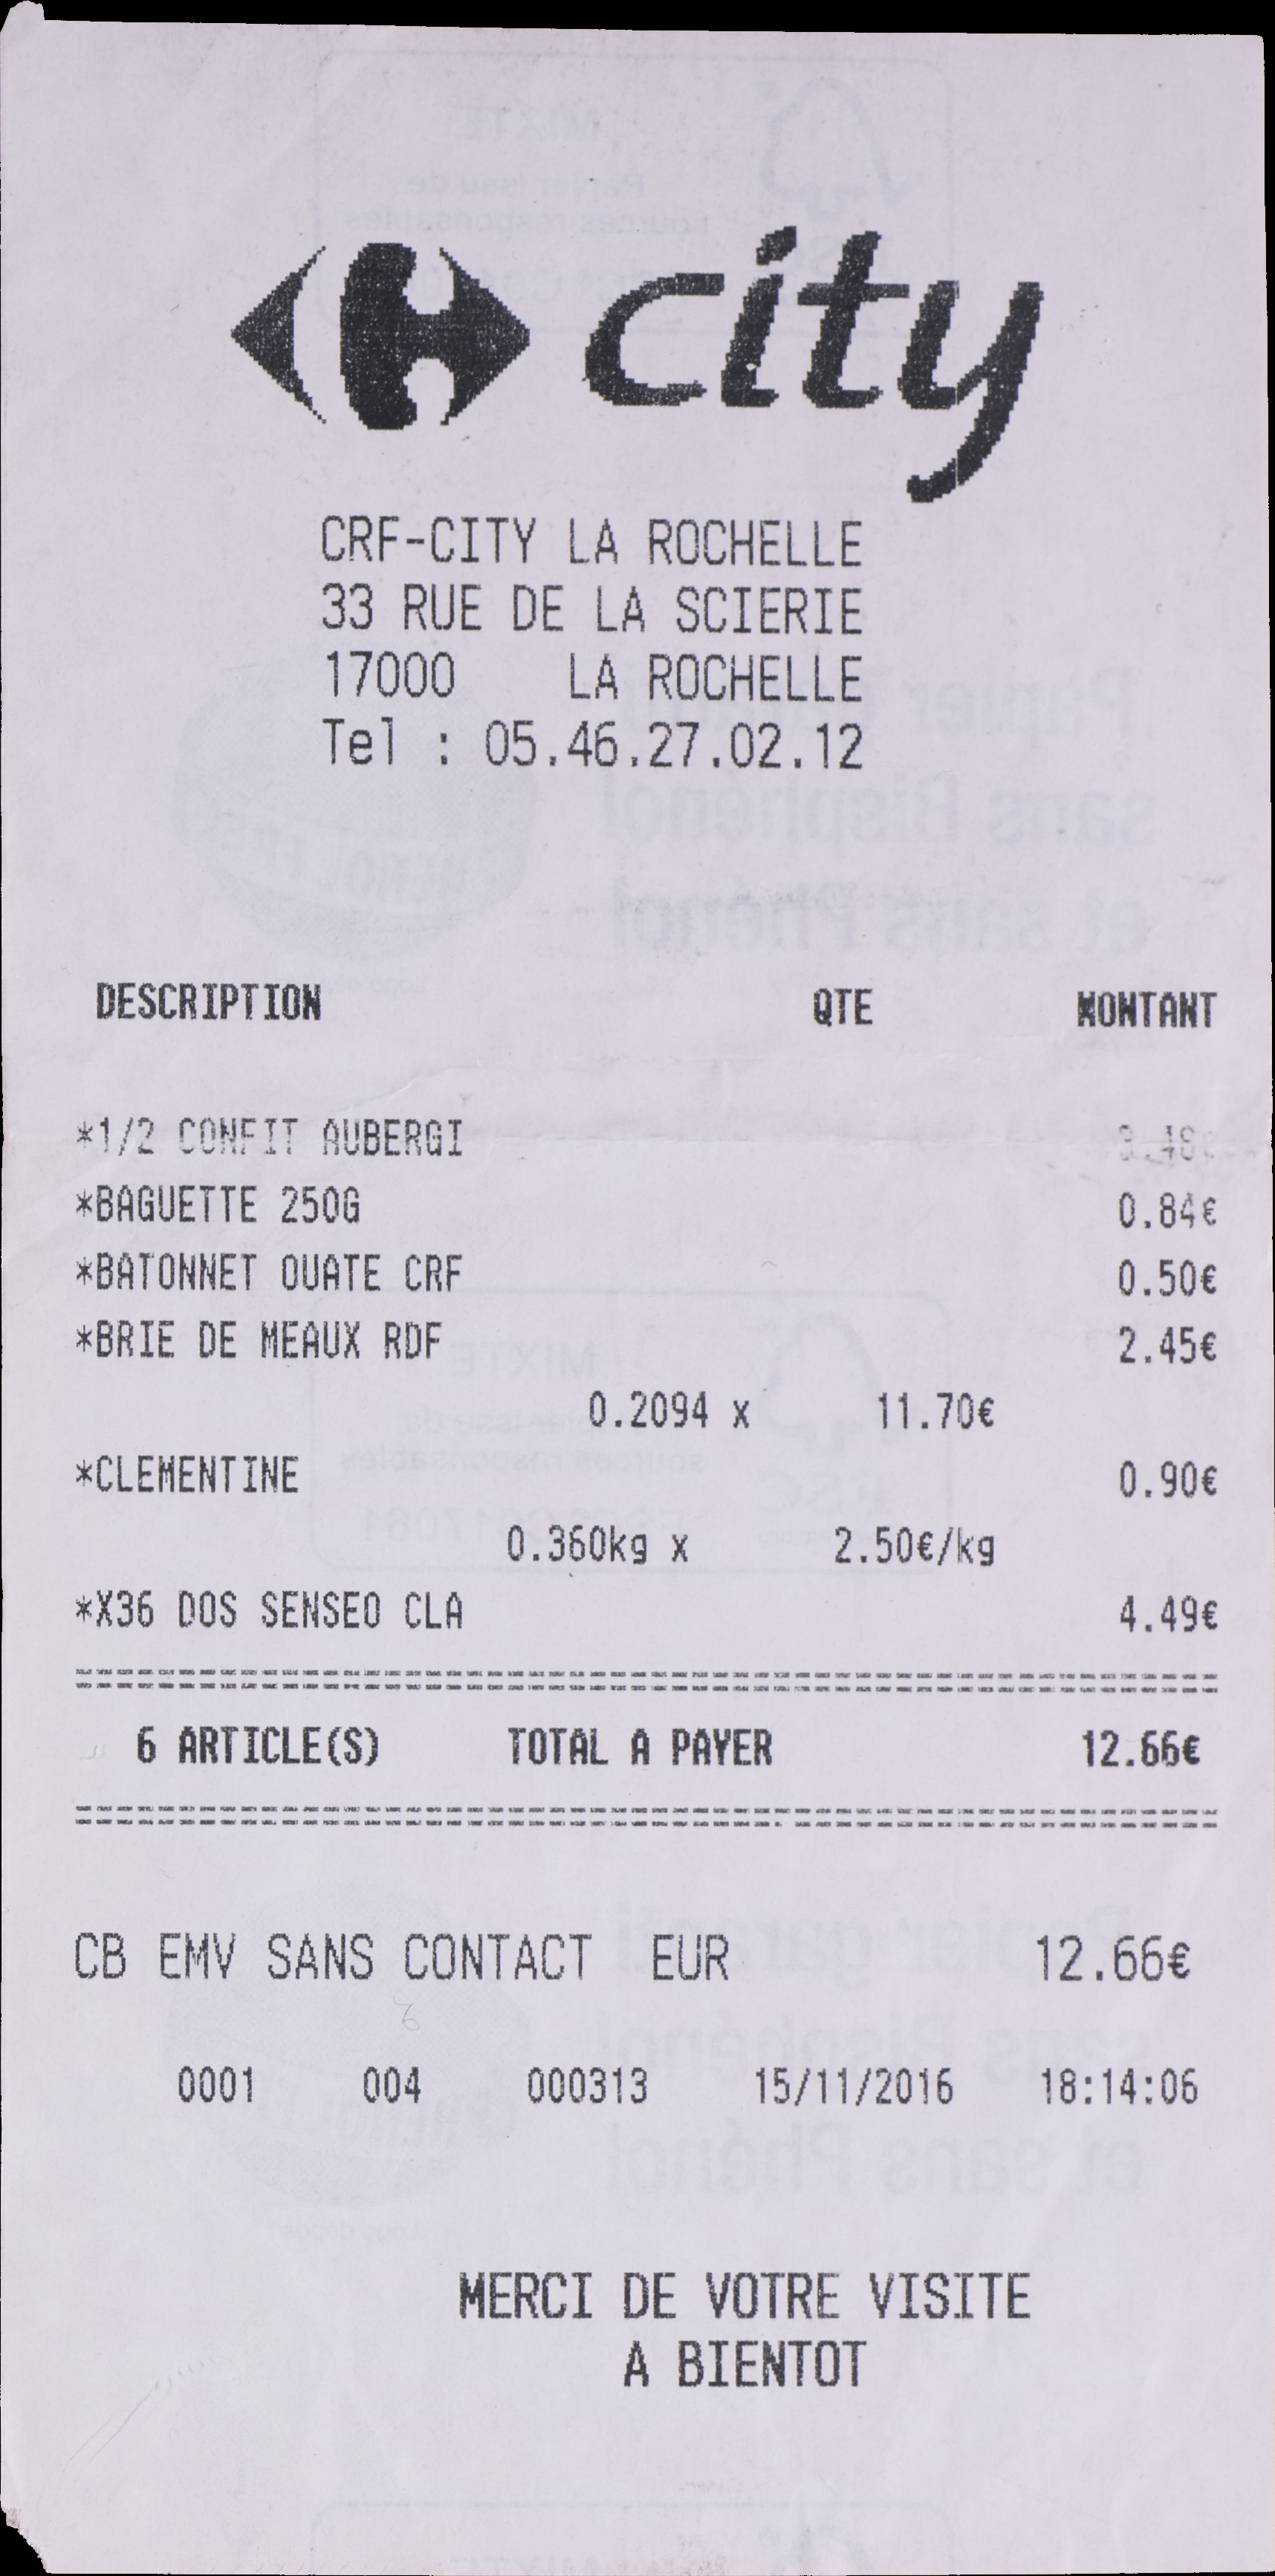 city
CRF-CITY LA ROCHELLE
33 RUE DE LA SCIERIE
17000 LA ROCHELLE
Tel : 05.46.27.02.12
DESCRIPTION QTE MONTANT
*1/2 CONFIT AUBERGI
*BAGUETTE 250G 0.84€
*BATONNET OUATE CRF 0.50€
*BRIE DE MEAUX RDF 2.45€
0.2094 x 11.70€
*CLEMENTINE 0.90€
0.360kg x 2.50€/kg
*X36 DOS SENSEO CLA 4.49€
6 ARTICLE(S) TOTAL A PAYER 12.66€
CB EMV SANS CONTACT EUR 12.66€
0001 004 000313 15/11/2016 18:14:06
MERCI DE VOTRE VISITE
A BIENTOT